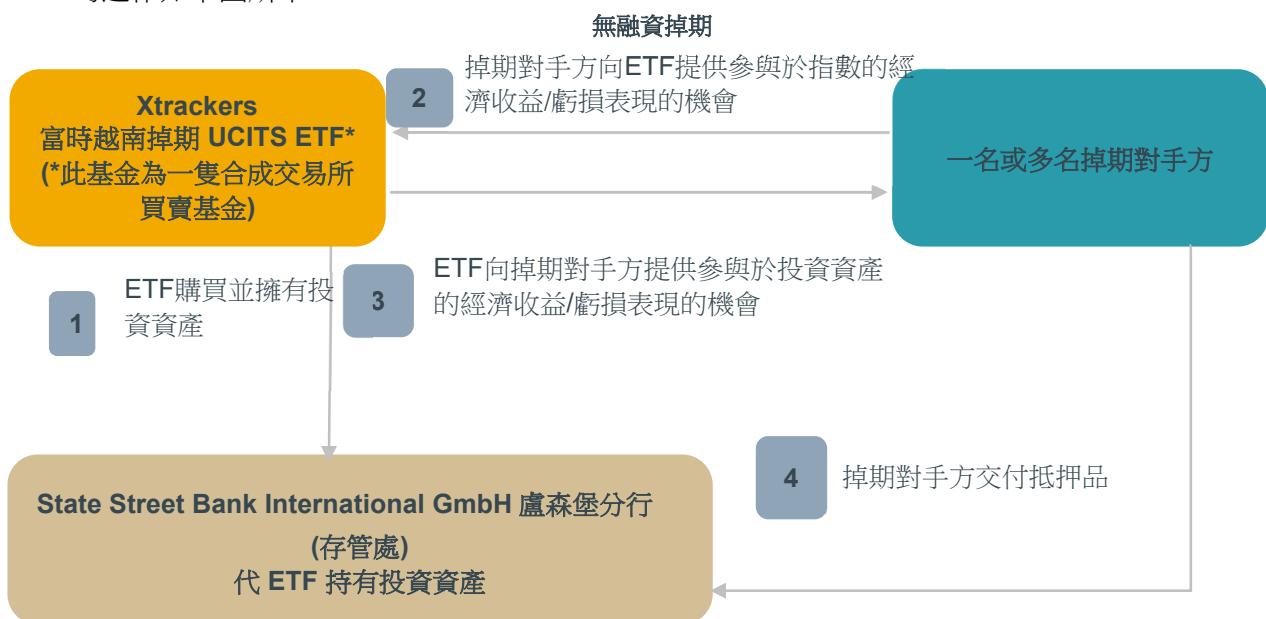 無融資掉期
掉期對手方向ETF提供參與於指數的經
濟收益/虧損表現的機會
2
Xtrackers
富時越南掉期 UCITS ETF*
(*此基金為一隻合成交易所
買賣基金)
一名或多名掉期對手方
ETF購買並擁有投
資資產
1
ETF向掉期對手方提供參與於投資資產
的經濟收益/虧損表現的機會
3
4
掉期對手方交付抵押品
State Street Bank International GmbH 盧森堡分行
(存管處)
代 ETF 持有投資資產